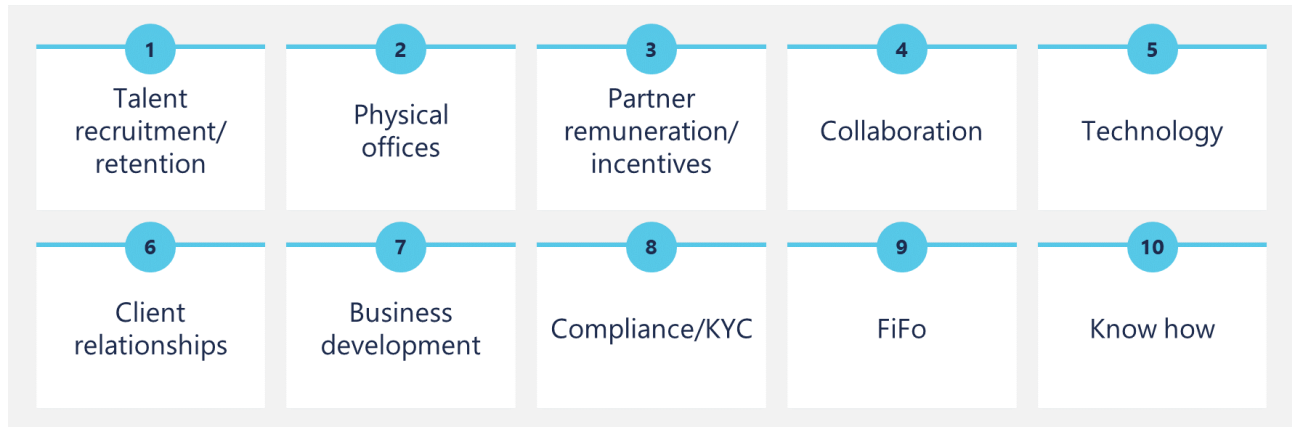 1
Talent
recruitment/
retention
2
Physical
offices
3
Partner
remuneration/
incentives
4
Collaboration
5
Technology
6
Client
relationships
7
Business
development
8
Compliance/KYC
9
FiFo
10
Know how